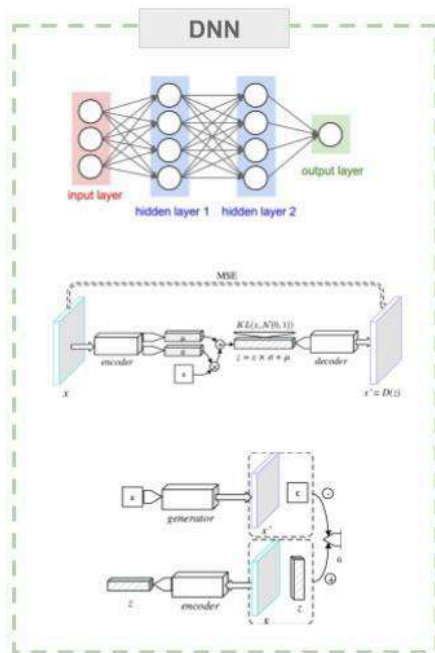 DNN
input layer
hidden layer 1
hidden layer 2
output layer
MSE
KL(z, N(0,1))
μ
σ
ε
x
+
encoder
z = ε × σ + μ
decoder
x
x' = D(z)
ε
generator
x'
ε
-
z
encoder
x
z
+